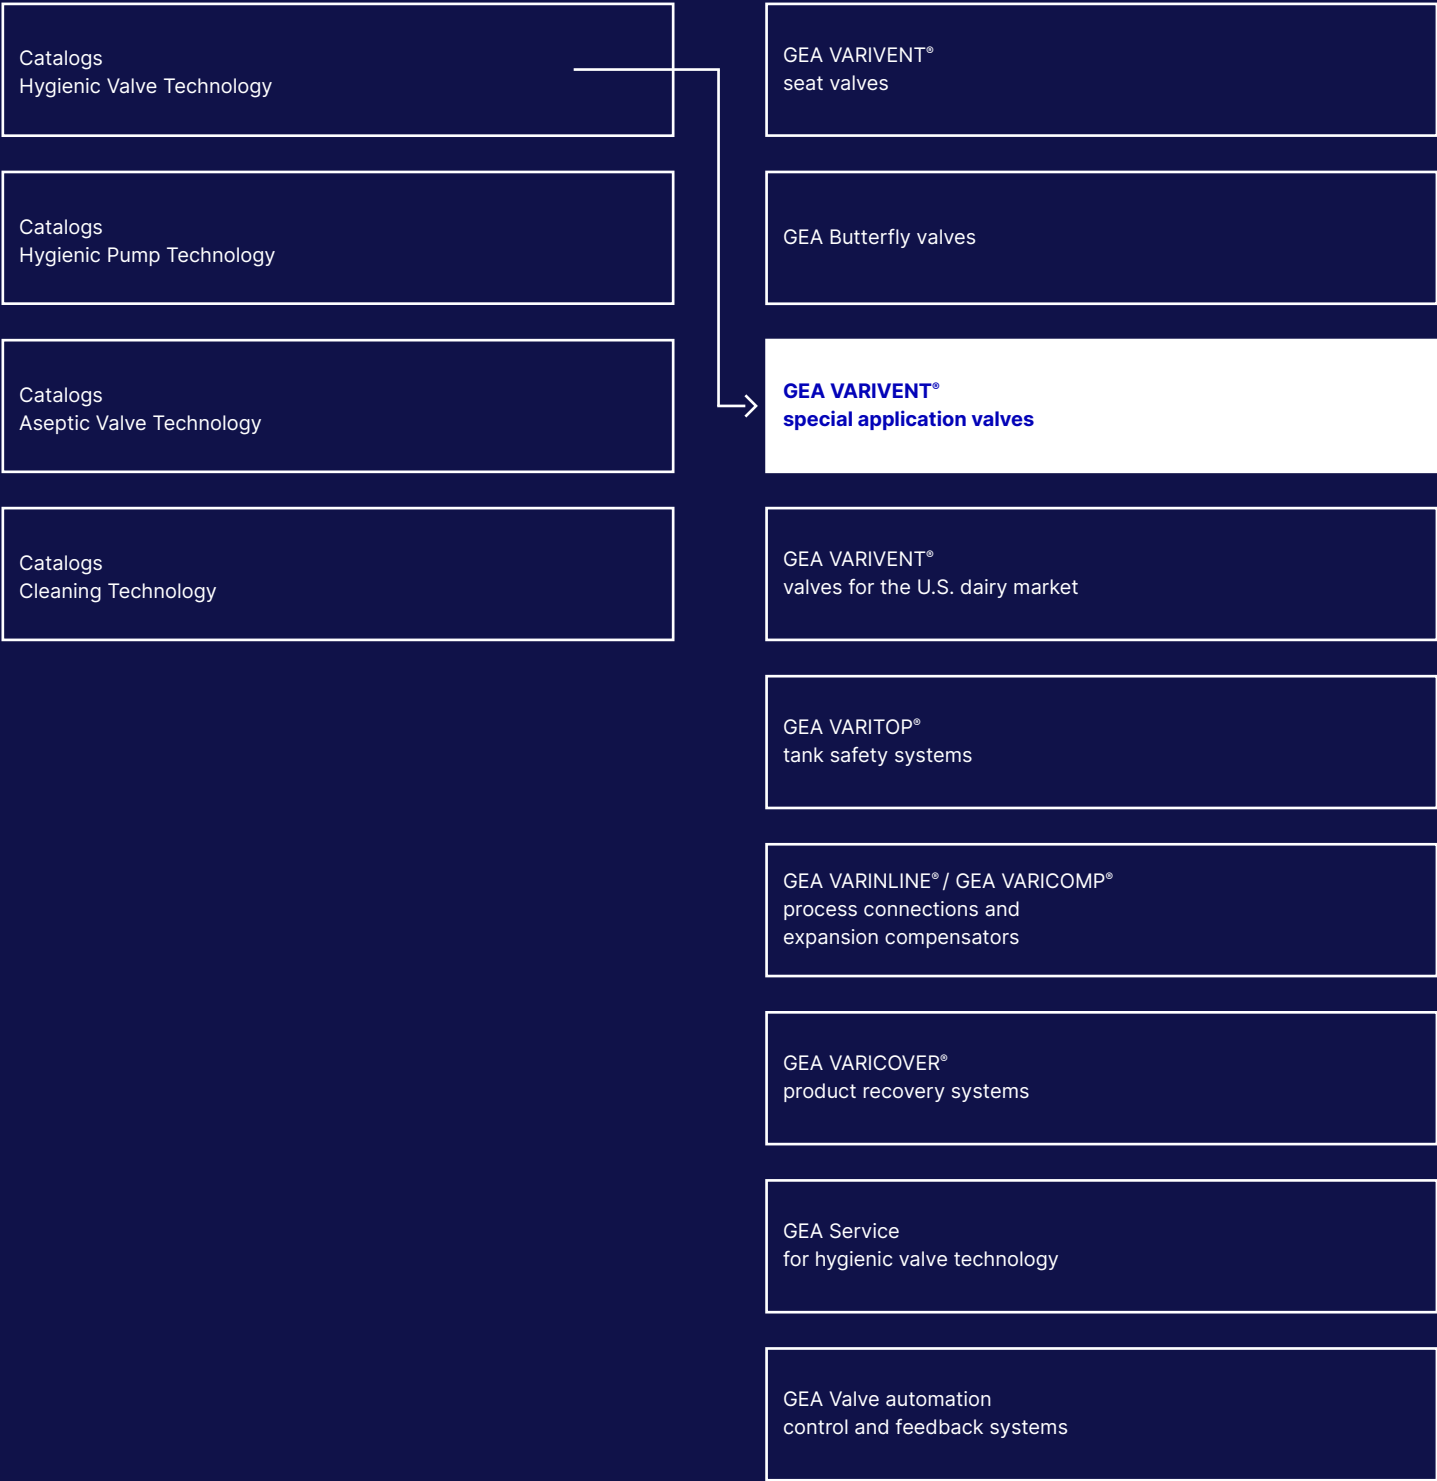 Catalogs
Hygienic Valve Technology
Catalogs
Hygienic Pump Technology
Catalogs
Aseptic Valve Technology
Catalogs
Cleaning Technology
GEA VARIVENT®
seat valves
GEA Butterfly valves
GEA VARIVENT®
special application valves
GEA VARIVENT®
valves for the U.S. dairy market
GEA VARITOP®
tank safety systems
GEA VARINLINE® / GEA VARICOMP®
process connections and
expansion compensators
GEA VARICOVER®
product recovery systems
GEA Service
for hygienic valve technology
GEA Valve automation
control and feedback systems